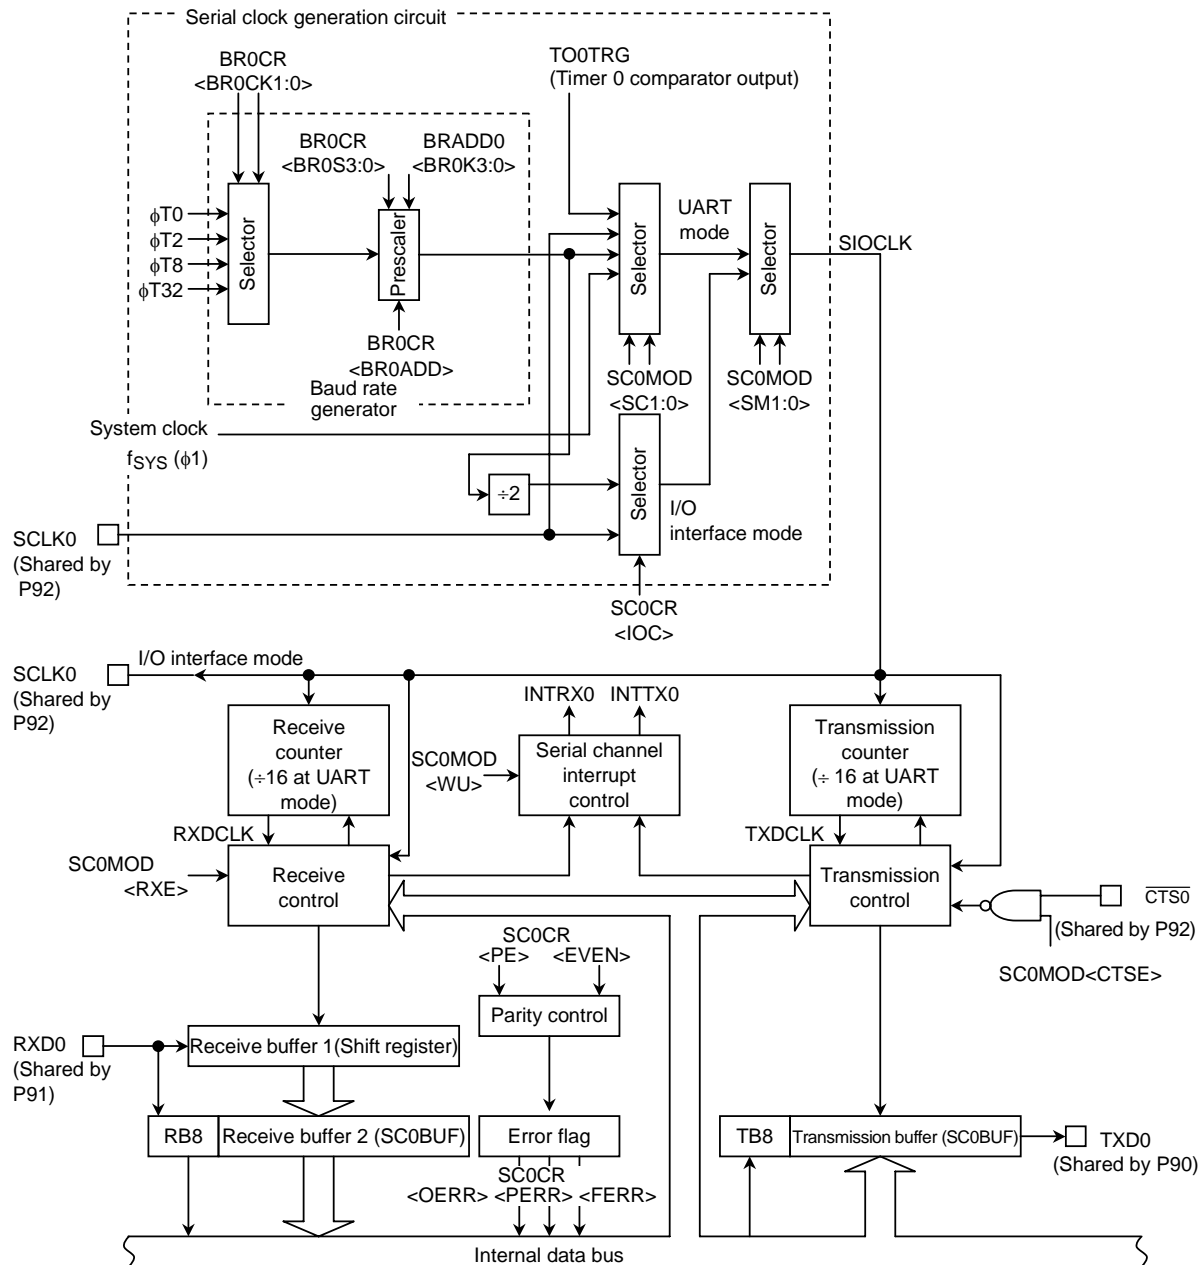 Serial clock generation circuit
BR0CR
<BR0CK1:0>
TO0TRG
(Timer 0 comparator output)
BR0CR
<BR0S3:0>
BRADD0
<BR0K3:0>
ϕT0
ϕT2
ϕT8
ϕT32
Selector
Prescaler
Selector
UART
mode
Selector
SIOCLK
BR0CR
<BR0ADD>
Baud rate
generator
SC0MOD
<SC1:0>
SC0MOD
<SM1:0>
System clock
fSYS (ϕ1)
÷2
Selector
I/O
interface mode
SCLK0
(Shared by
P92)
SC0CR
<IOC>
SCLK0
(Shared by
P92)
I/O interface mode
INTRX0
INTTX0
Receive
counter
(÷16 at UART
mode)
SC0MOD
<WU>
Serial channel
interrupt
control
Transmission
counter
(÷ 16 at UART
mode)
RXDCLK
TXDCLK
SC0MOD
<RXE>
Receive
control
Transmission
control
CTS0
(Shared by P92)
SC0MOD<CTSE>
SC0CR
<PE>
<EVEN>
Parity control
RXD0
(Shared by
P91)
Receive buffer 1(Shift register)
RB8
Receive buffer 2 (SC0BUF)
Error flag
TB8
Transmission buffer (SC0BUF)
TXD0
(Shared by P90)
SC0CR
<OERR>
<PERR>
<FERR>
Internal data bus